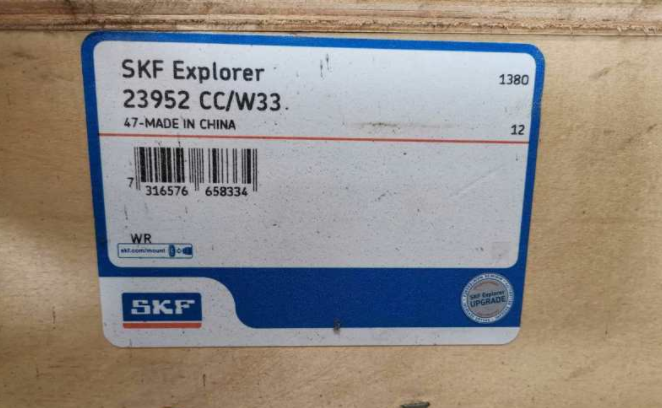 SKF Explorer
1380
23952 CC/W33
47-MADE IN CHINA
12
7 316576 658334
WR
skf.com/mount
SKF
SKF Explorer
UPGRADE